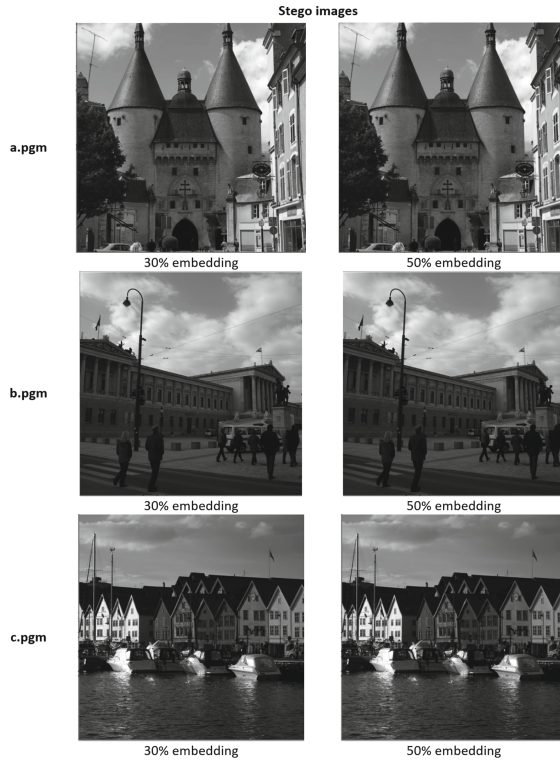 Stego images
a.pgm
30% embedding
50% embedding
b.pgm
30% embedding
50% embedding
c.pgm
30% embedding
50% embedding